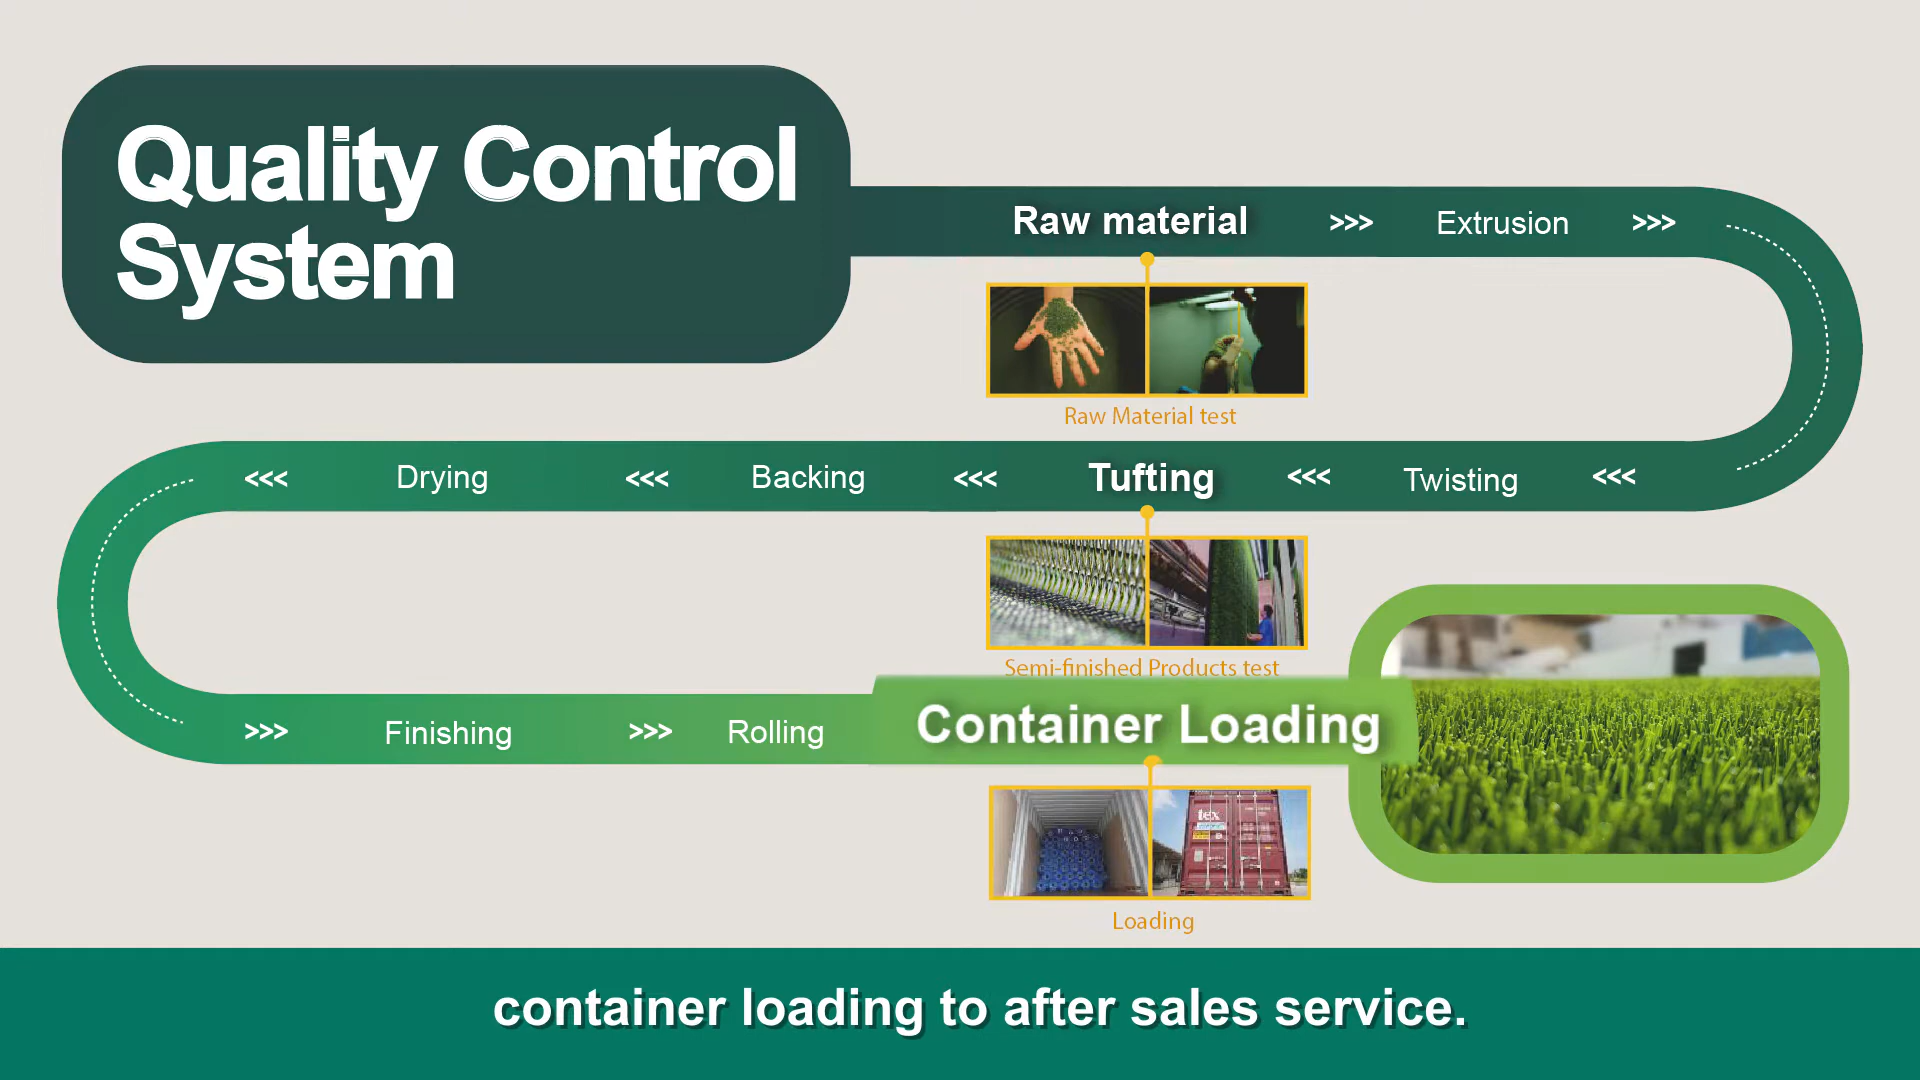 Quality Control
System
Raw material >>> Extrusion >>>
Raw Material test
<<< Drying <<< Backing <<< Tufting <<< Twisting <<<
Semi-finished Products test
>>> Finishing >>> Rolling Container Loading
tex
Loading
container loading to after sales service.